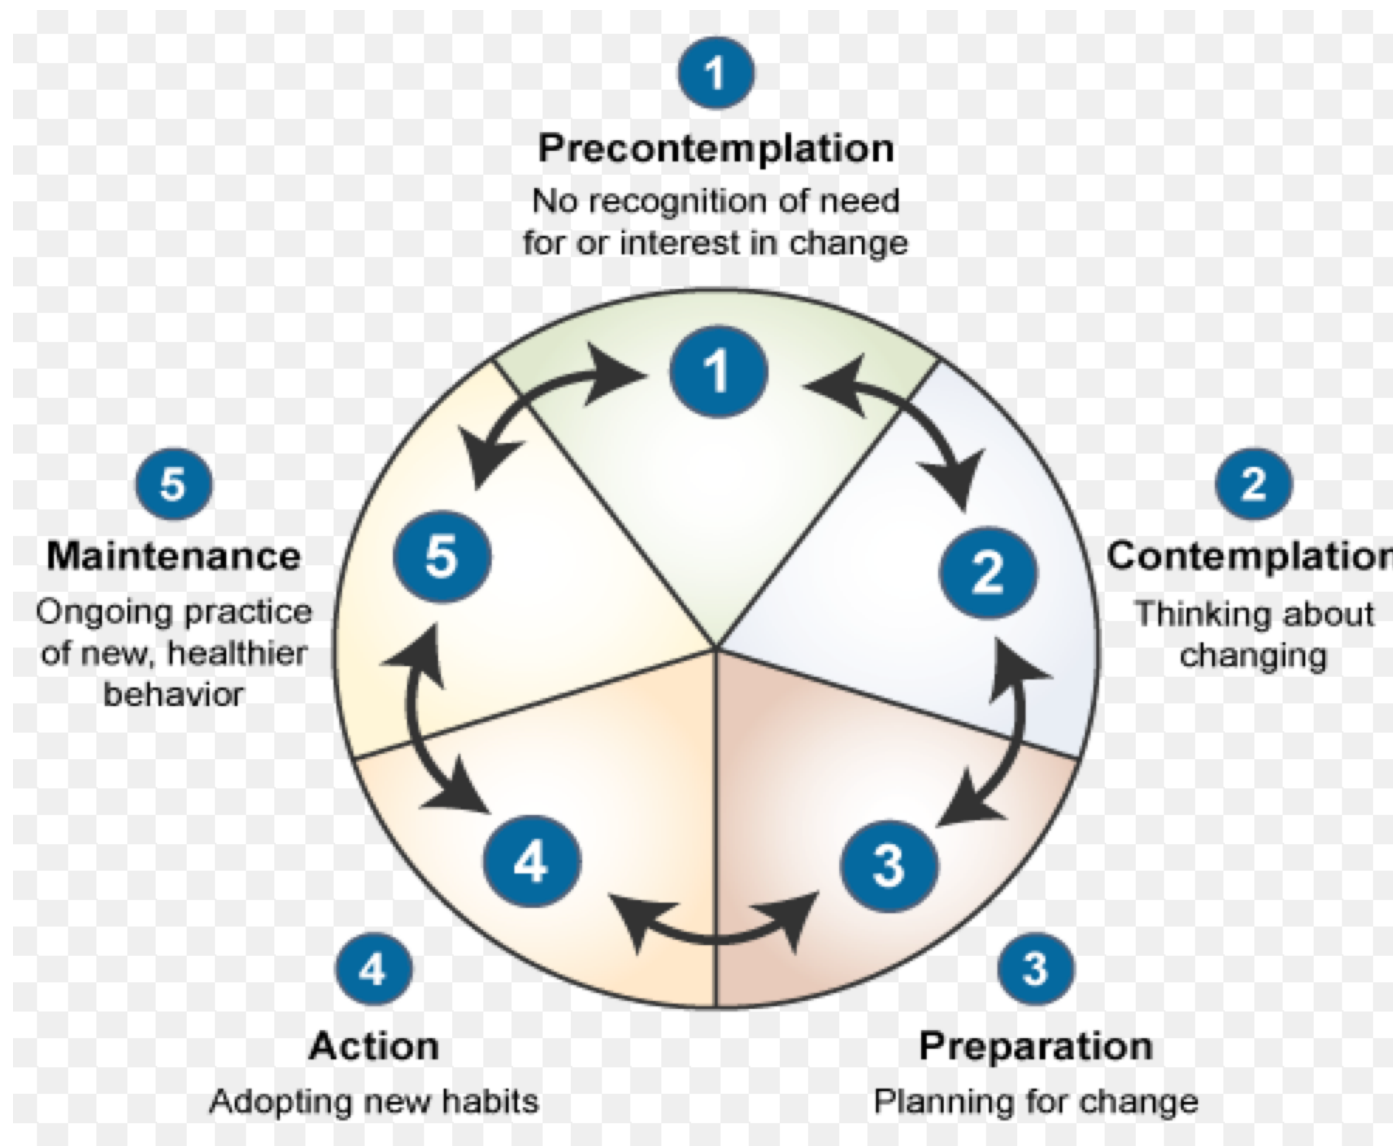 1
Precontemplation
No recognition of need
for or interest in change
1
2
3
4
5
2
Contemplation
Thinking about
changing
3
Preparation
Planning for change
4
Action
Adopting new habits
5
Maintenance
Ongoing practice
of new, healthier
behavior